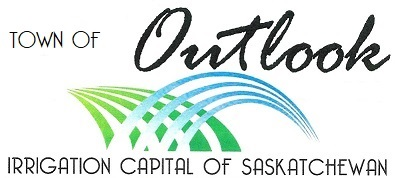 TOWN OF Outlook
IRRIGATION CAPITAL OF SASKATCHEWAN